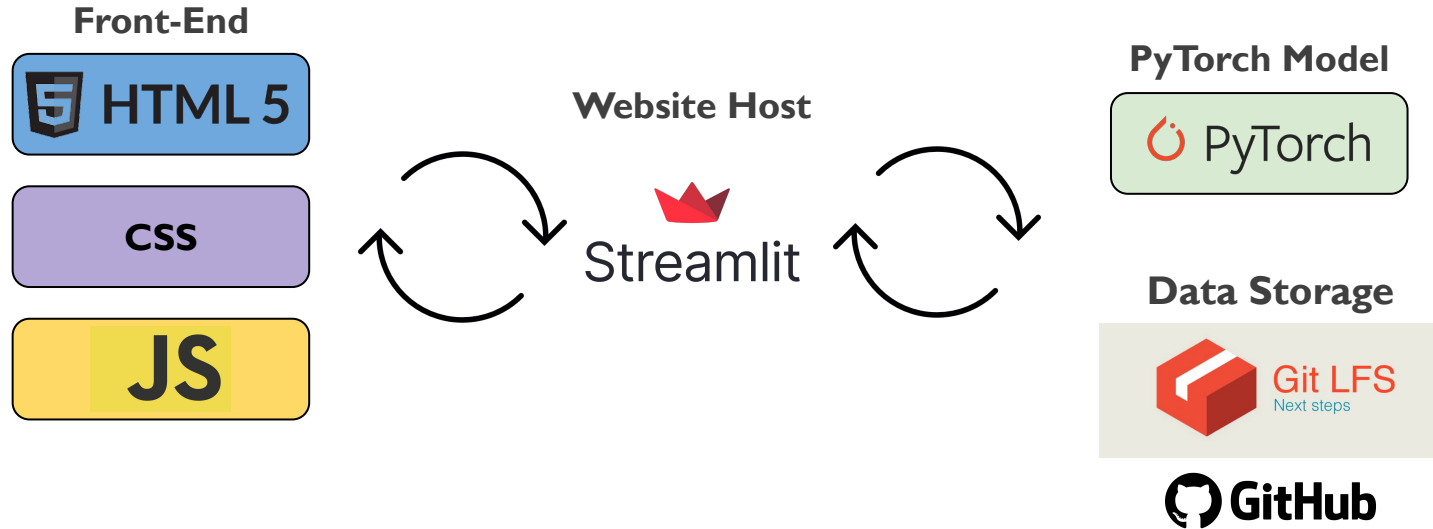 Front-End
HTML 5
CSS
JS
Website Host
Streamlit
PyTorch Model
PyTorch
Data Storage
Git LFS
Next steps
GitHub